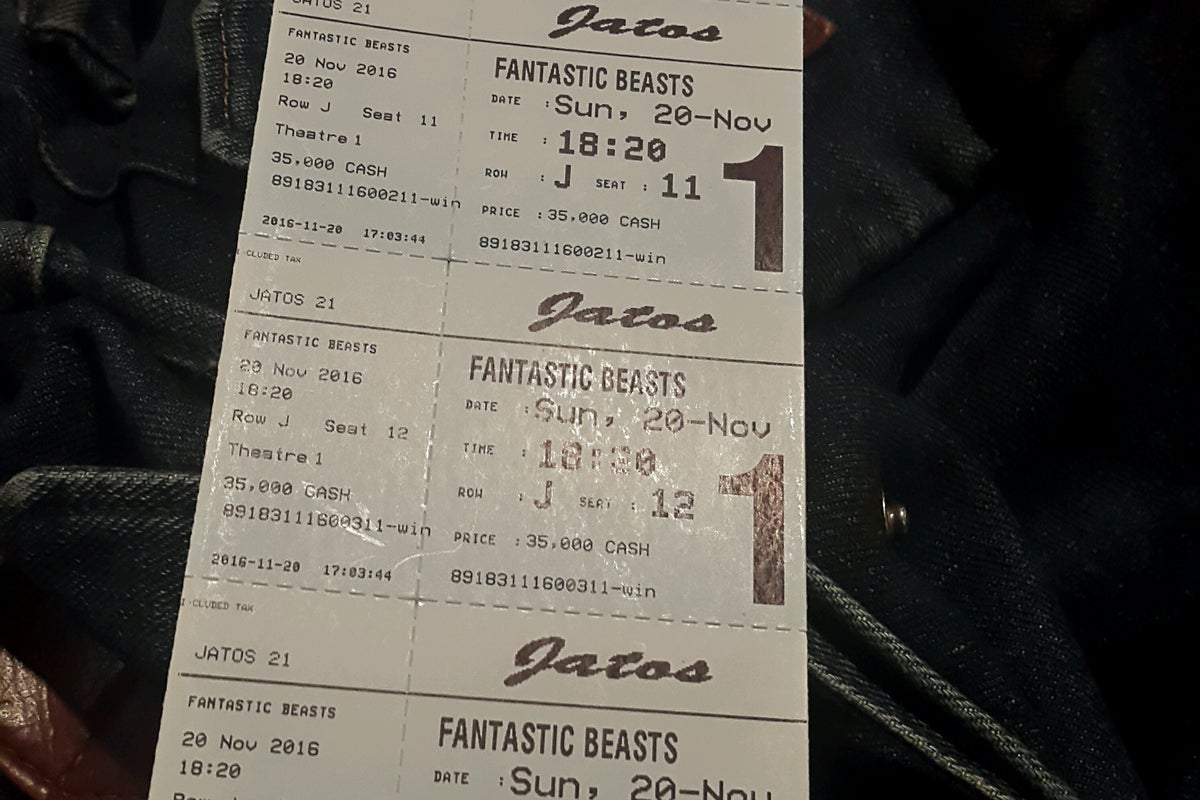 JATOS 21
FANTASTIC BEASTS
20 Nov 2016
18:20
Row J Seat 11
Theatre 1
35,000 CASH
89183111600211-win
2016-11-20 17:03:44
Jatos
FANTASTIC BEASTS
DATE :Sun, 20-Nov
TIME : 18:20
ROW : J SEAT : 11
1
PRICE :35,000 CASH
89183111600211-win
CLUDED TAX
JATOS 21
FANTASTIC BEASTS
20 Nov 2016
18:20
Row J Seat 12
Theatre 1
35,000 CASH
89183111600311-win
2016-11-20 17:03:44
Jatos
FANTASTIC BEASTS
DATE :Sun, 20-Nov
TIME : 18:20
ROW : J SEAT : 12
1
PRICE :35,000 CASH
89183111600311-win
CLUDED TAX
JATOS 21
FANTASTIC BEASTS
20 Nov 2016
18:20
Jatos
FANTASTIC BEASTS
DATE :Sun, 20-Nov